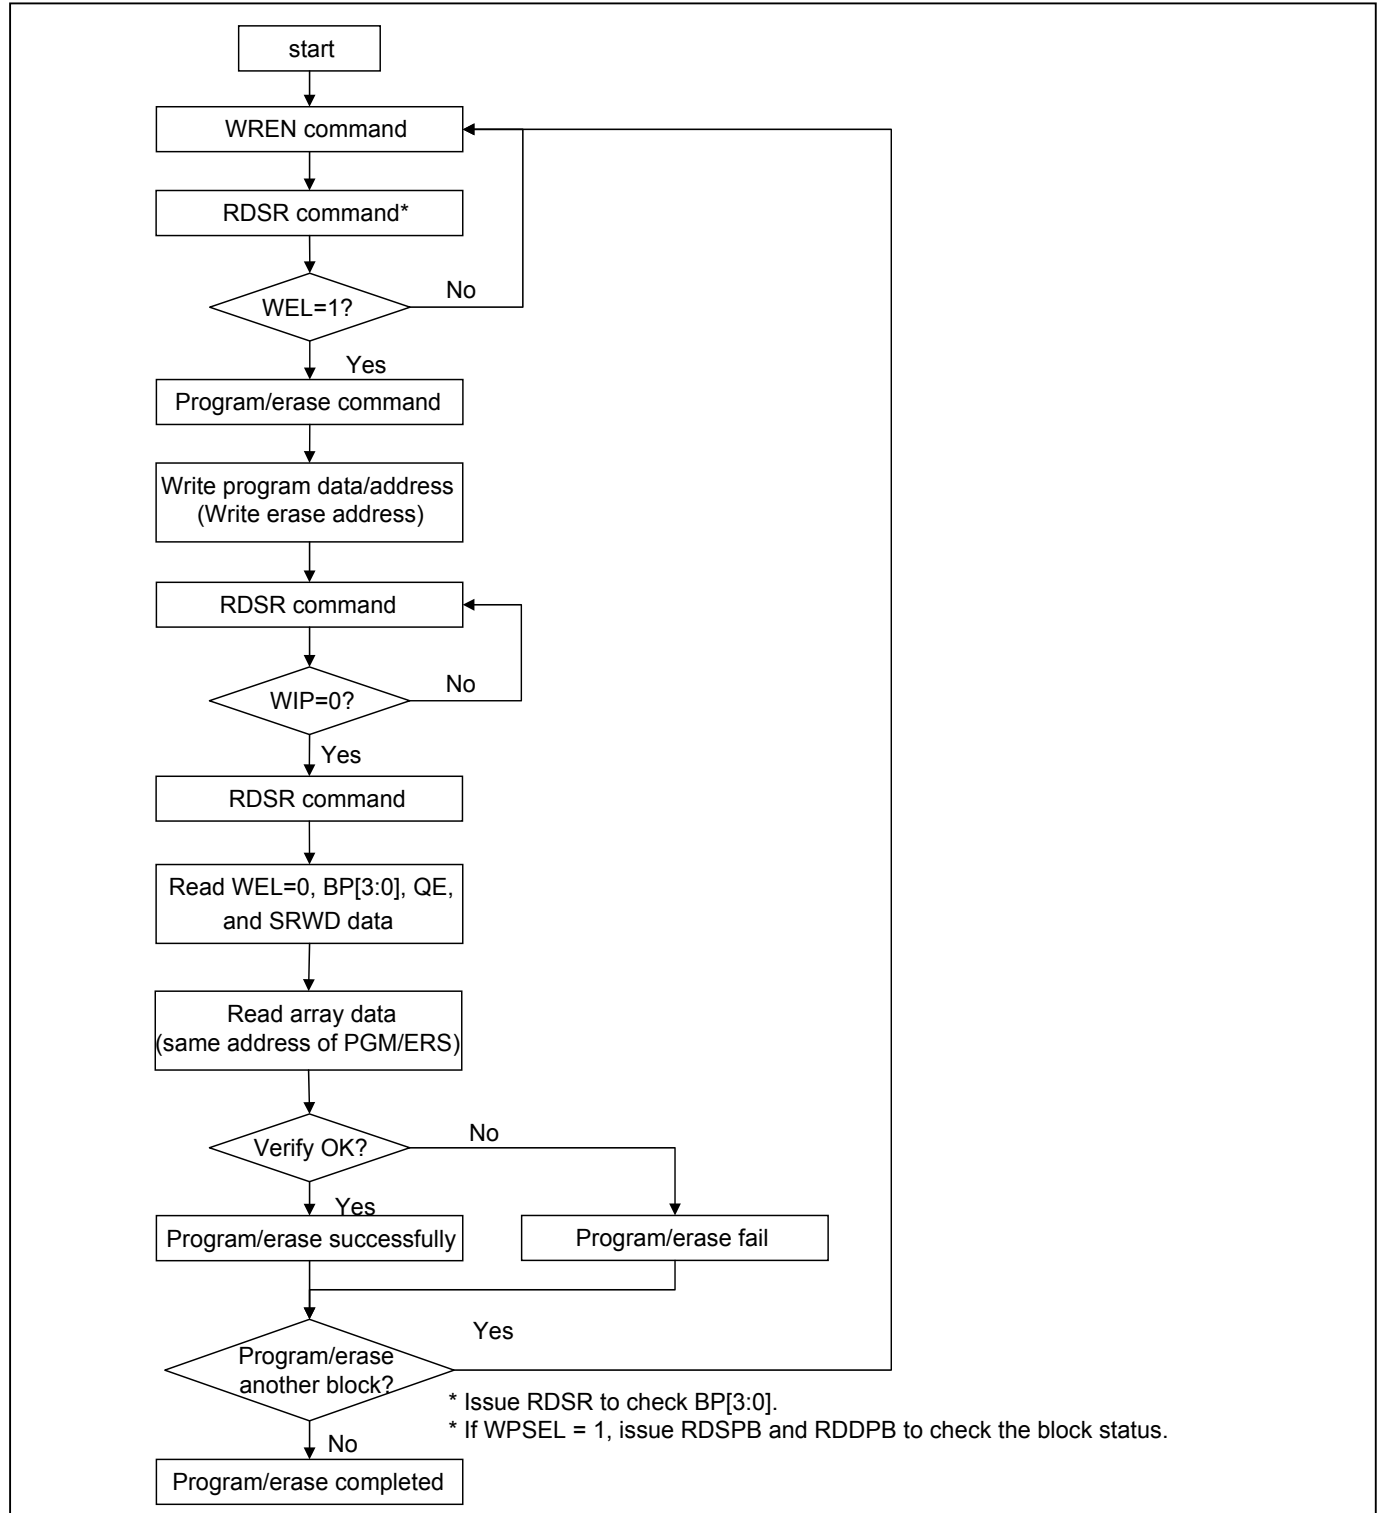 start
WREN command
RDSR command*
WEL=1?
No
Yes
Program/erase command
Write program data/address
(Write erase address)
RDSR command
WIP=0?
No
Yes
RDSR command
Read WEL=0, BP[3:0], QE,
and SRWD data
Read array data
(same address of PGM/ERS)
Verify OK?
No
Yes
Program/erase successfully
Program/erase fail
Yes
Program/erase
another block?
* Issue RDSR to check BP[3:0].
* If WPSEL = 1, issue RDSPB and RDDPB to check the block status.
No
Program/erase completed